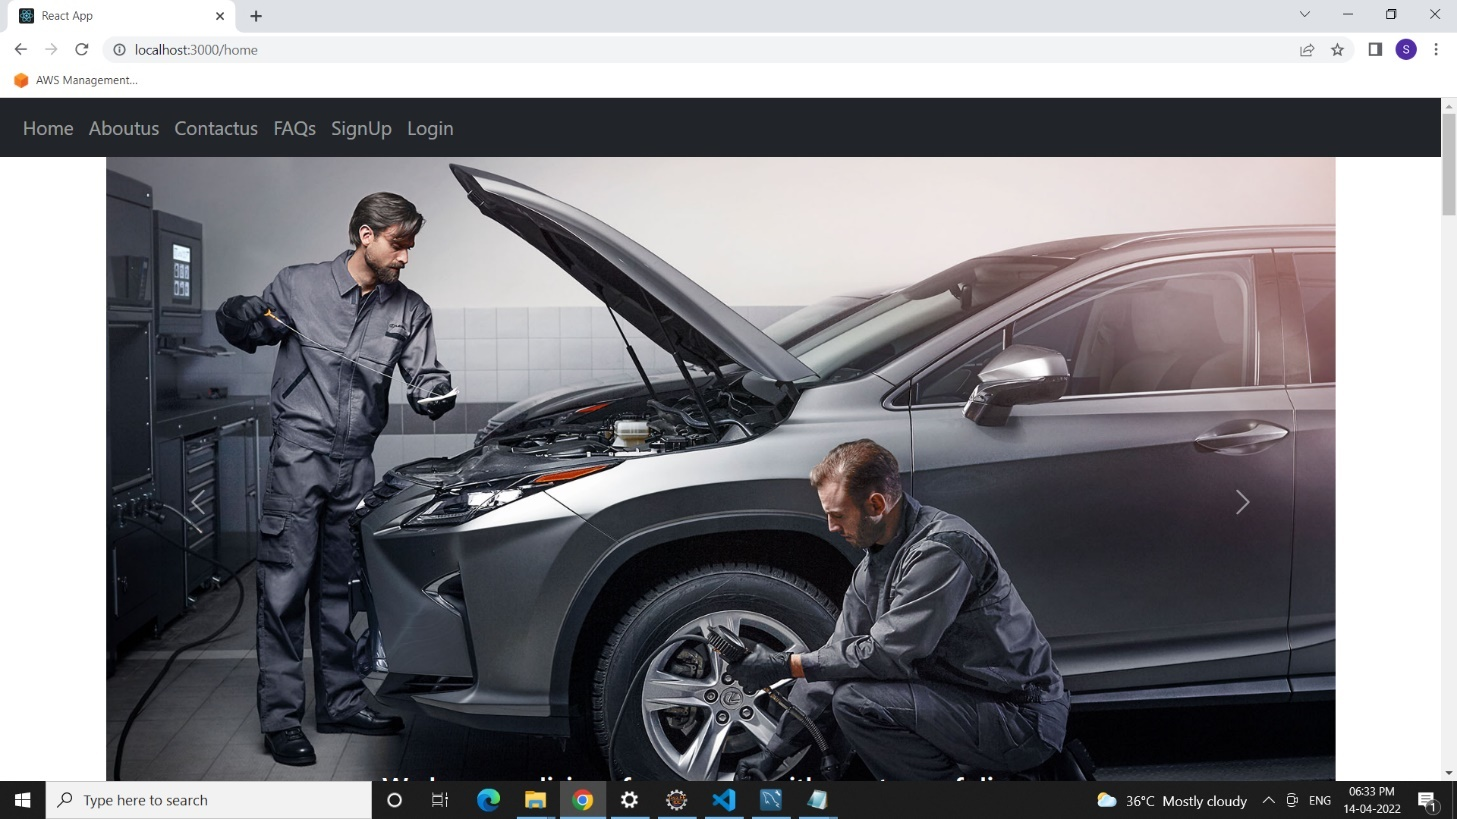 React App
localhost:3000/home
S
AWS Management...
Home Aboutus Contactus FAQs SignUp Login
Type here to search
36°C Mostly cloudy
ENG
06:33 PM
14-04-2022
1